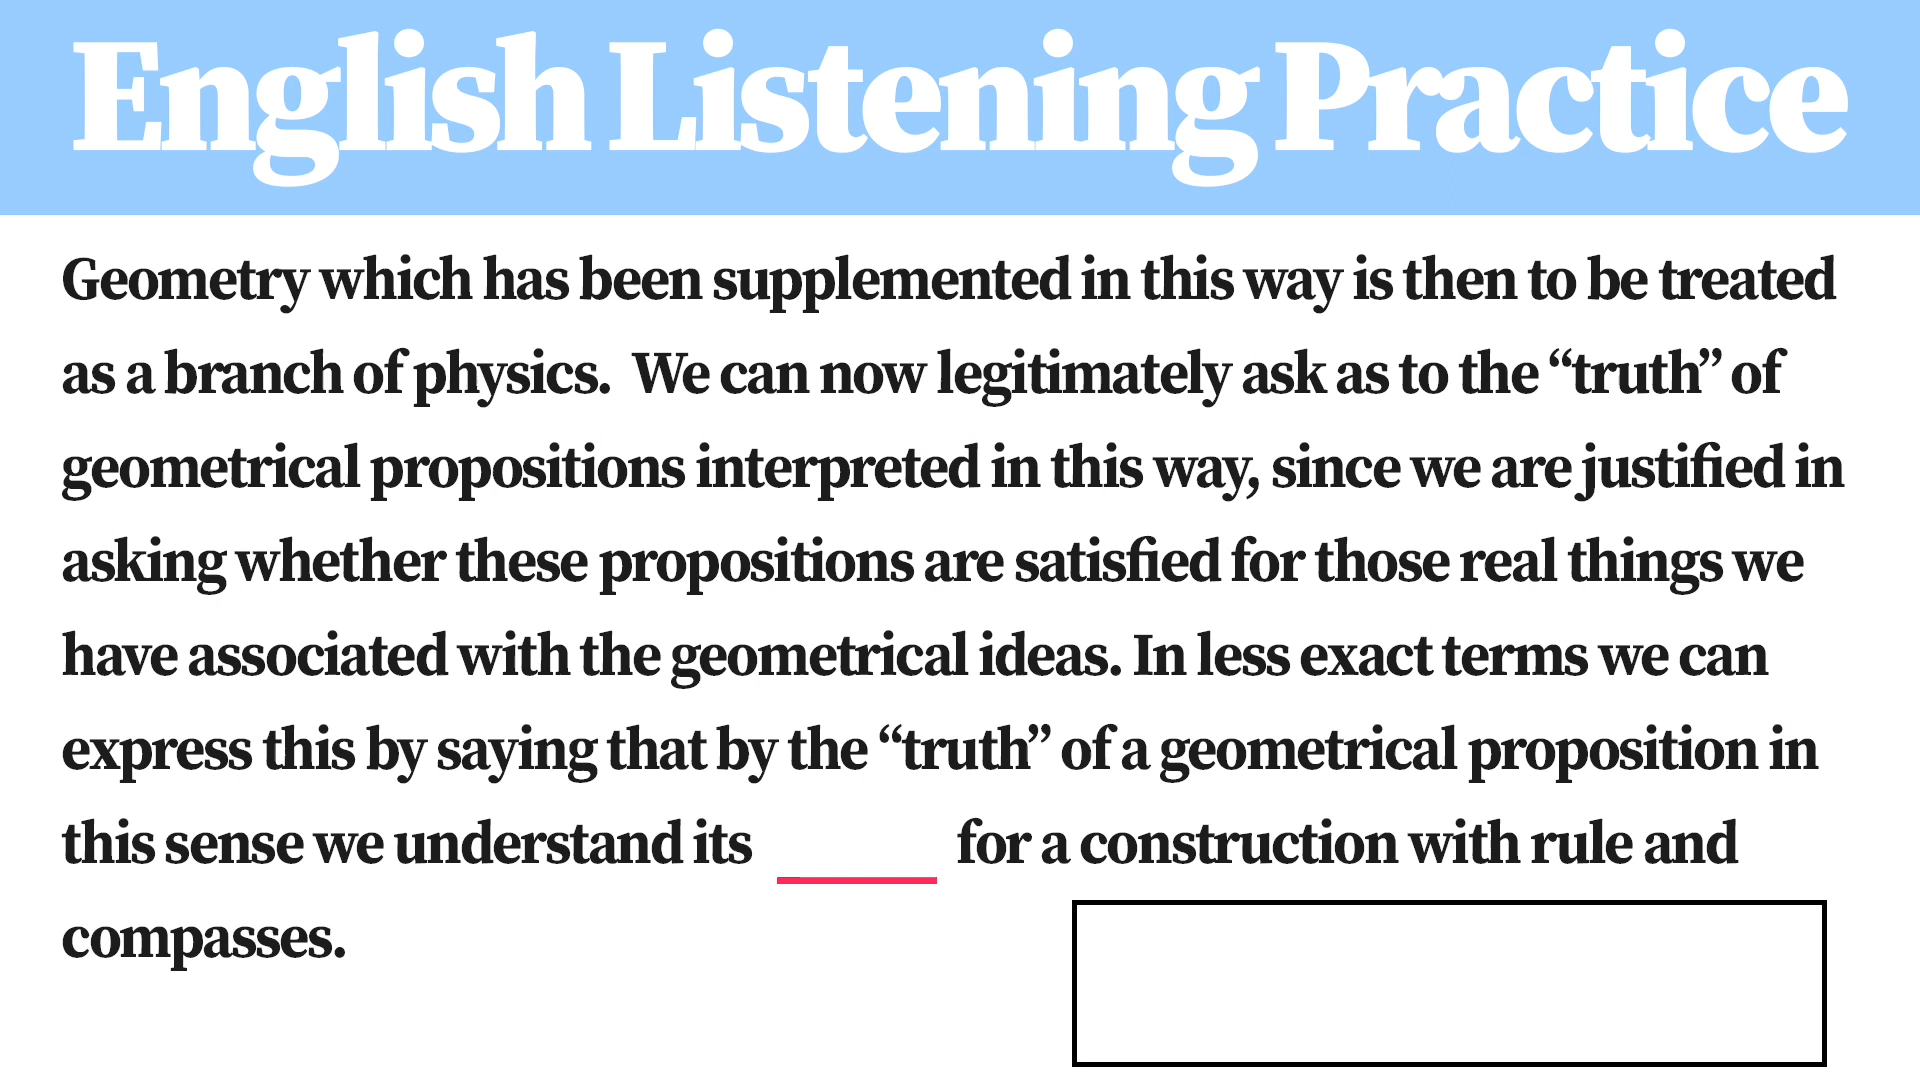 English Listening Practice
Geometry which has been supplemented in this way is then to be treated
as a branch of physics.  We can now legitimately ask as to the “truth” of
geometrical propositions interpreted in this way, since we are justified in
asking whether these propositions are satisfied for those real things we
have associated with the geometrical ideas. In less exact terms we can
express this by saying that by the “truth” of a geometrical proposition in
this sense we understand its ______ for a construction with rule and
compasses.